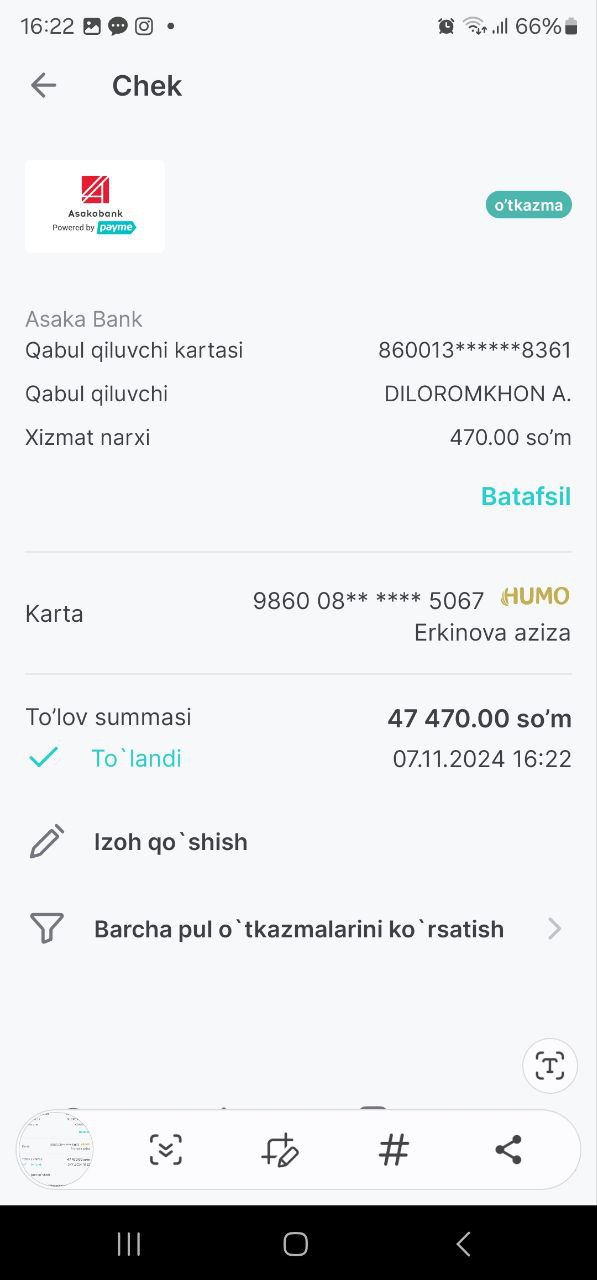 16:22 66%
Chek
Asakobank
Powered by payme
o'tkazma
Asaka Bank
Qabul qiluvchi kartasi 860013******8361
Qabul qiluvchi DILOROMKHON A.
Xizmat narxi 470.00 so’m
Batafsil
Karta 9860 08** **** 5067 HUMO
Erkinova aziza
To’lov summasi 47 470.00 so’m
To`landi 07.11.2024 16:22
Izoh qo`shish
Barcha pul o`tkazmalarini ko`rsatish